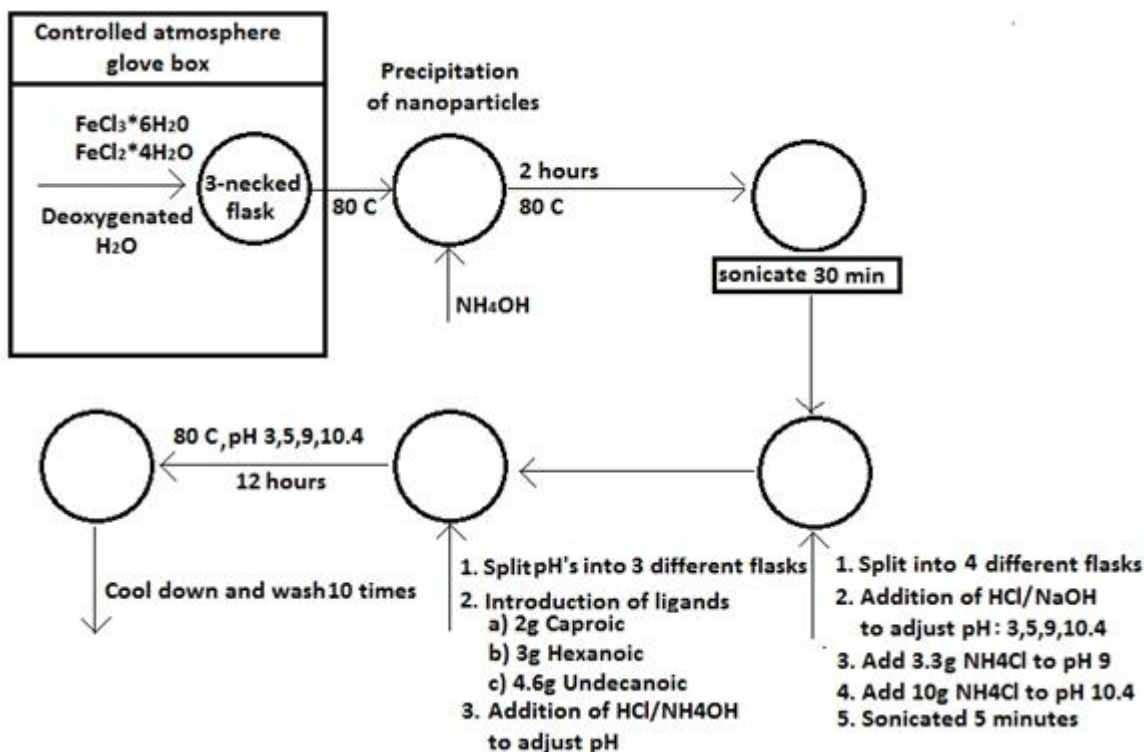 Controlled atmosphere
glove box
FeCl3*6H20
FeCl2*4H2O
Deoxygenated
H2O
3-necked
flask
80 C
Precipitation
of nanoparticles
NH4OH
2 hours
80 C
sonicate 30 min
1. Split into 4 different flasks
2. Addition of HCl/NaOH
to adjust pH: 3,5,9,10.4
3. Add 3.3g NH4Cl to pH 9
4. Add 10g NH4Cl to pH 10.4
5. Sonicated 5 minutes
1. Split pH's into 3 different flasks
2. Introduction of ligands
a) 2g Caproic
b) 3g Hexanoic
c) 4.6g Undecanoic
3. Addition of HCl/NH4OH
to adjust pH
80 C, pH 3,5,9,10.4
12 hours
Cool down and wash 10 times